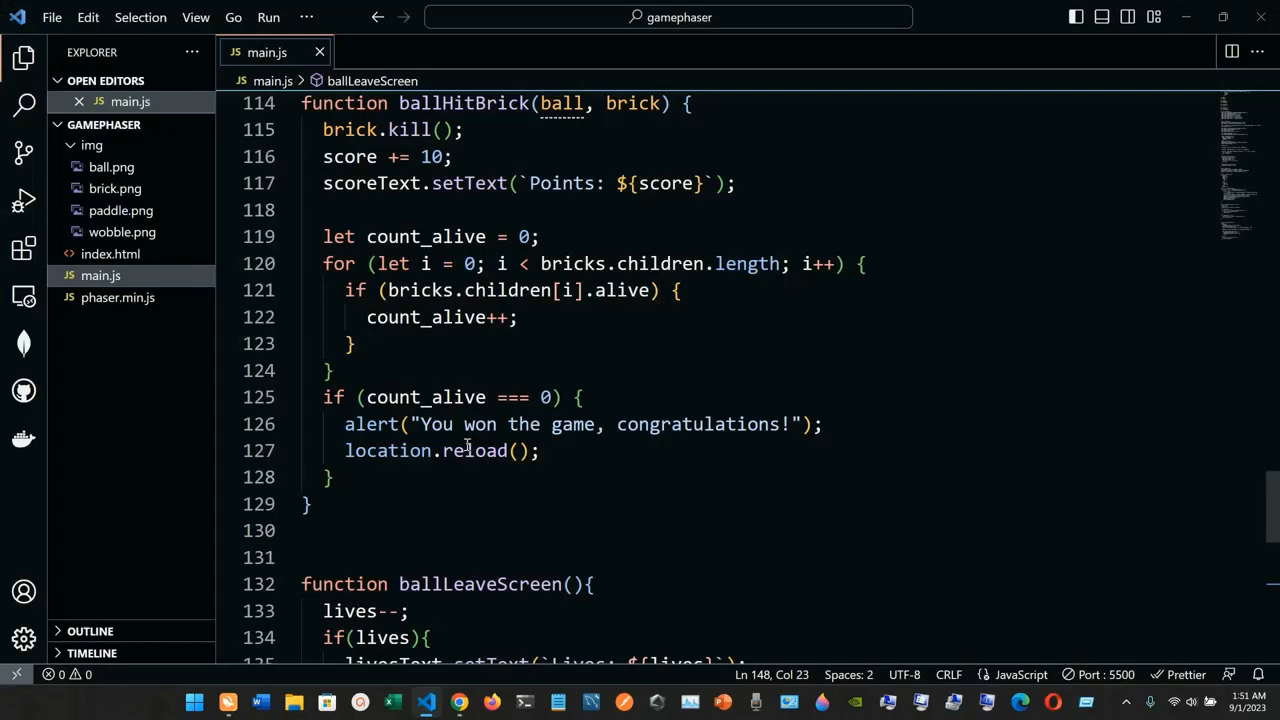 File Edit Selection View Go Run ··· gamephaser
EXPLORER ···
OPEN EDITORS
JS main.js
GAMEPHASER
img
ball.png
brick.png
paddle.png
wobble.png
<> index.html
JS main.js
JS phaser.min.js
OUTLINE
TIMELINE
JS main.js
JS main.js > ballLeaveScreen
114 function ballHitBrick(ball, brick) {
115 brick.kill();
116 score += 10;
117 scoreText.setText(`Points: ${score}`);
118
119 let count_alive = 0;
120 for (let i = 0; i < bricks.children.length; i++) {
121 if (bricks.children[i].alive) {
122 count_alive++;
123 }
124 }
125 if (count_alive === 0) {
126 alert("You won the game, congratulations!");
127 location.reload();
128 }
129 }
130
131
132 function ballLeaveScreen(){
133 lives--;
134 if(lives){
135 livesText.setText(`Lives: ${lives}`);
0 0 Ln 148, Col 23 Spaces: 2 UTF-8 CRLF {} JavaScript Port : 5500 Prettier
1:51 AM
9/1/2023